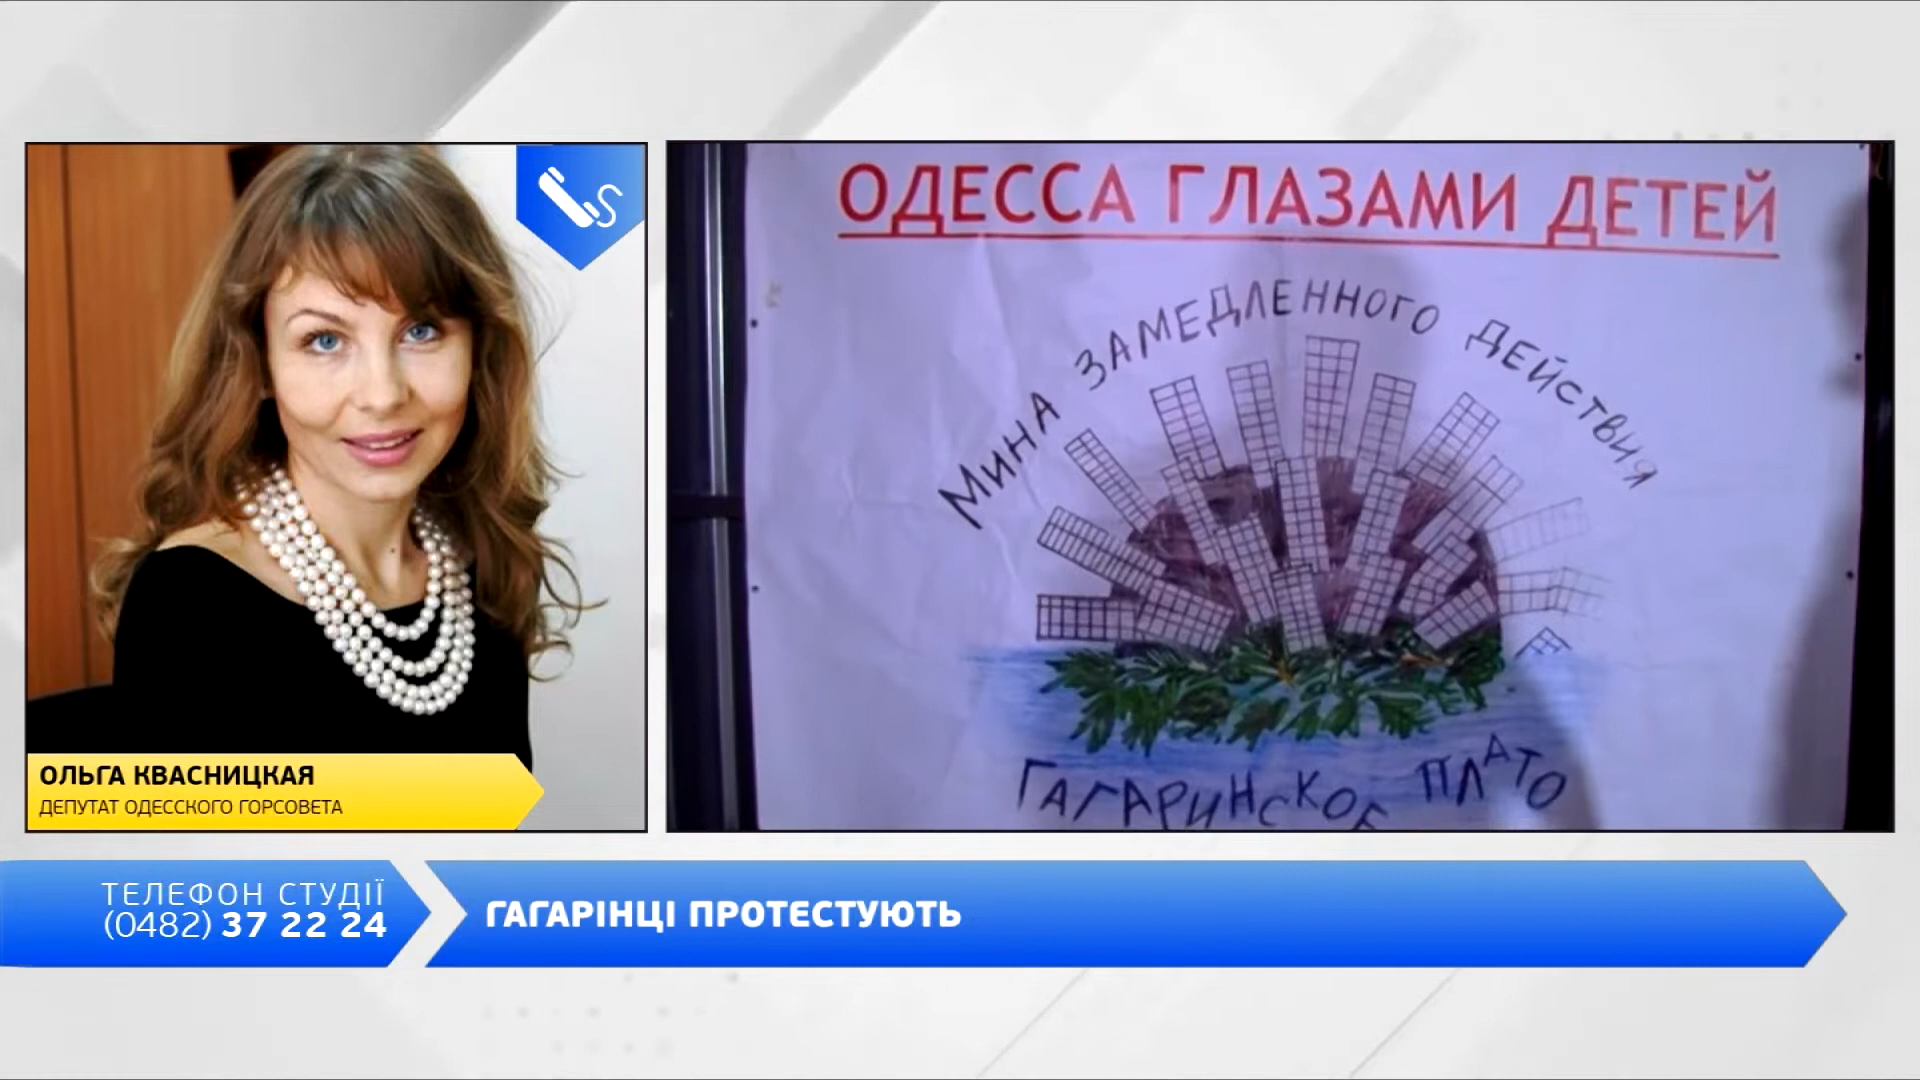 ОДЕССА ГЛАЗАМИ ДЕТЕЙ
МИНА ЗАМЕДЛЕННОГО ДЕЙСТВИЯ
ГАГАРИНСКОЕ ПЛАТО
ОЛЬГА КВАСНИЦКАЯ
ДЕПУТАТ ОДЕССКОГО ГОРСОВЕТА
ТЕЛЕФОН СТУДІЇ
(0482) 37 22 24
ГАГАРІНЦІ ПРОТЕСТУЮТЬ